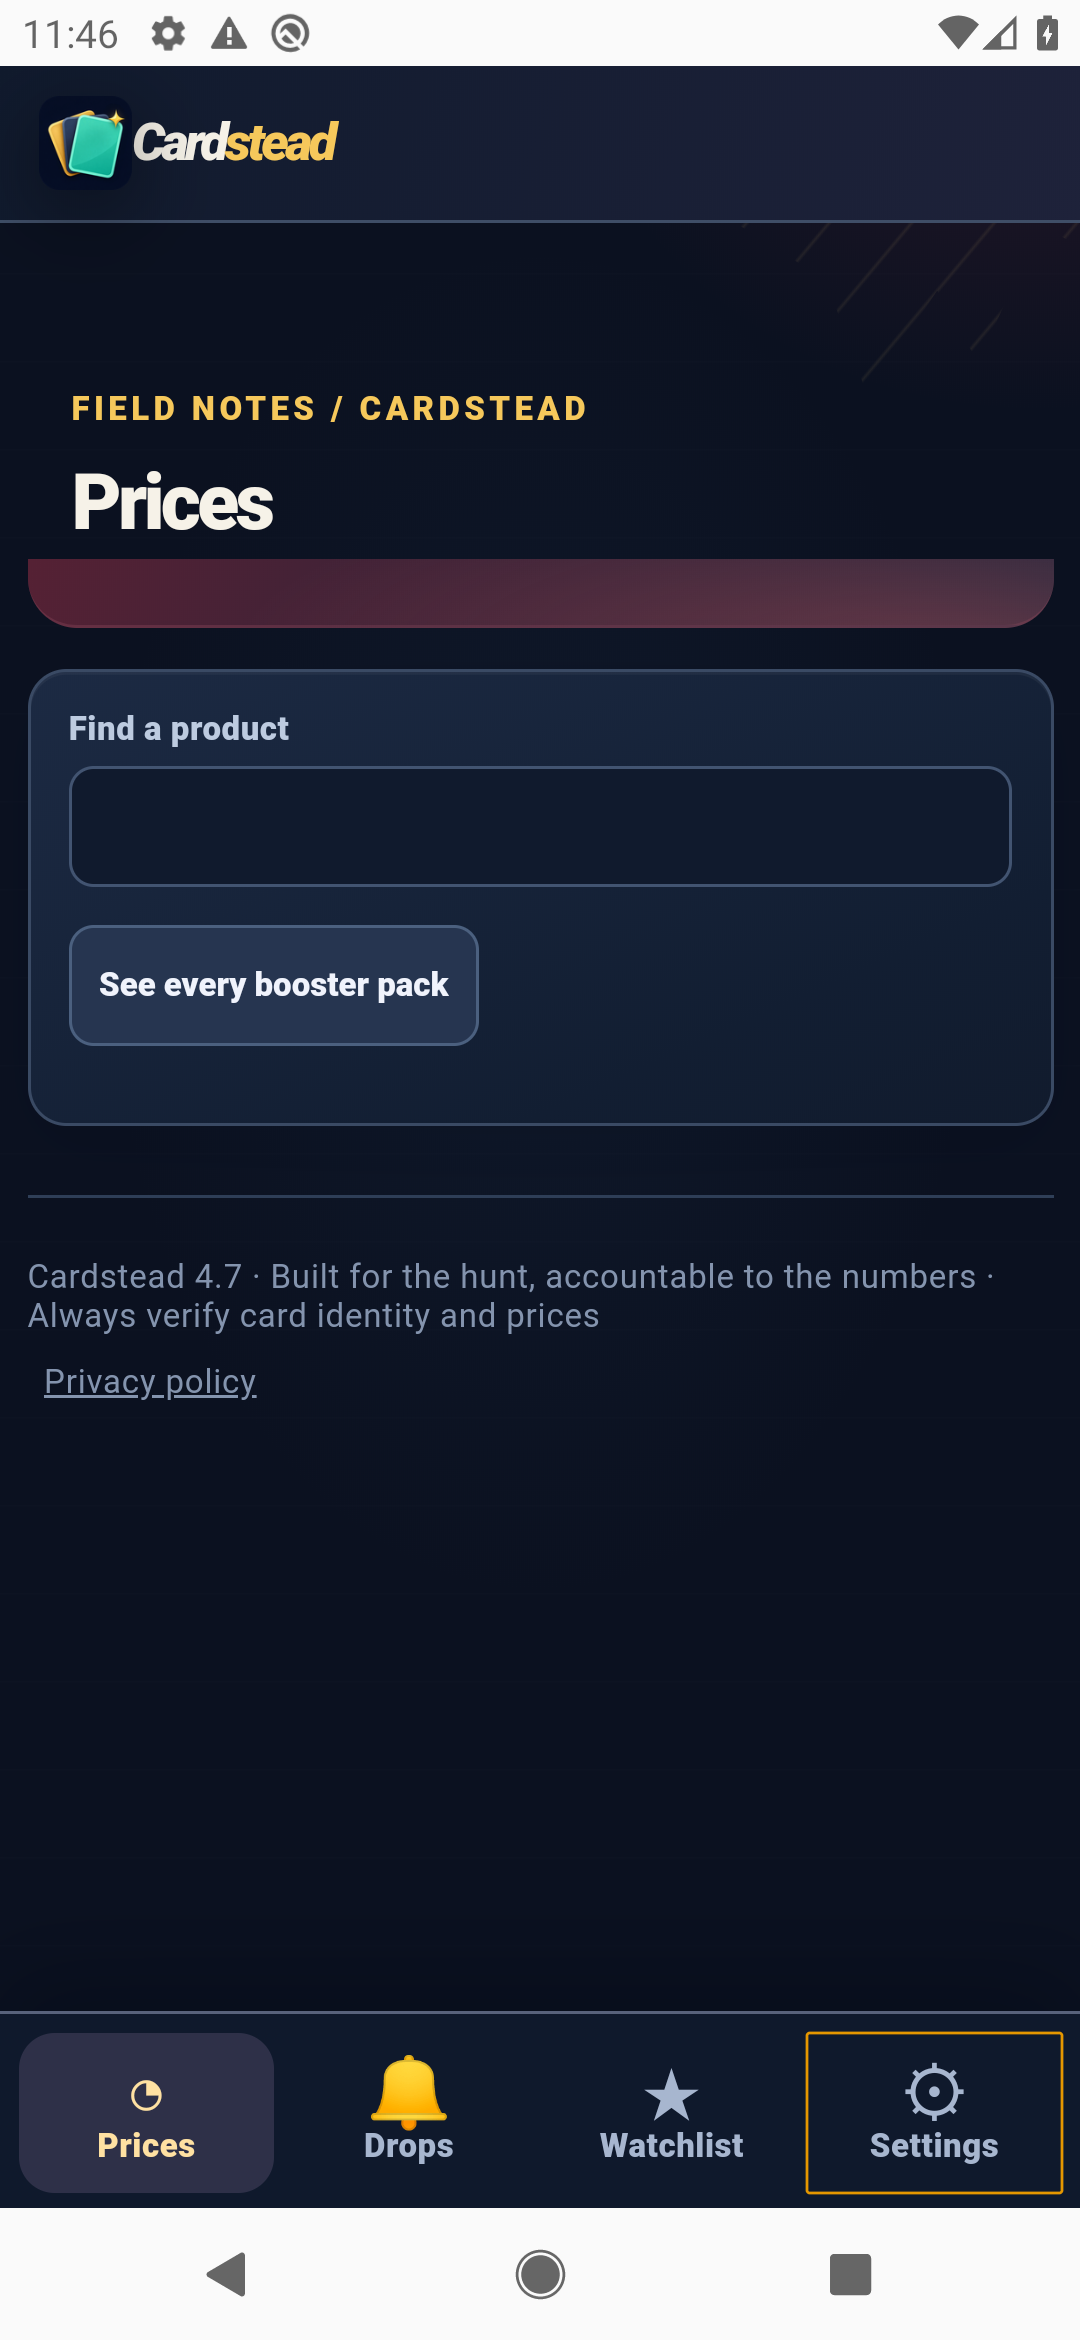 11:46
Cardstead
FIELD NOTES / CARDSTEAD
Prices
Find a product
See every booster pack
Cardstead 4.7 · Built for the hunt, accountable to the numbers ·
Always verify card identity and prices
Privacy policy
Prices
Drops
Watchlist
Settings